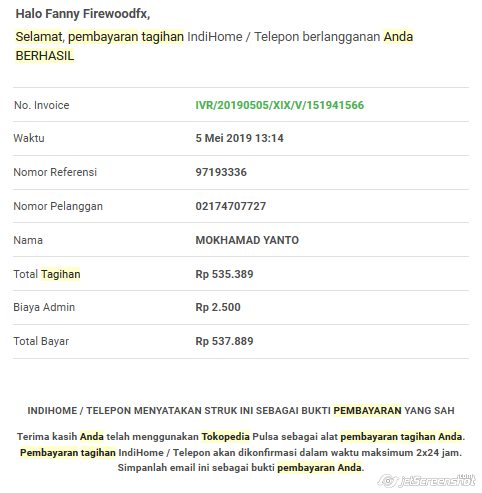 Halo Fanny Firewoodfx,
Selamat, pembayaran tagihan IndiHome / Telepon berlangganan Anda
BERHASIL
No. Invoice IVR/20190505/XIX/V/151941566
Waktu 5 Mei 2019 13:14
Nomor Referensi 97193336
Nomor Pelanggan 02174707727
Nama MOKHAMAD YANTO
Total Tagihan Rp 535.389
Biaya Admin Rp 2.500
Total Bayar Rp 537.889
INDIHOME / TELEPON MENYATAKAN STRUK INI SEBAGAI BUKTI PEMBAYARAN YANG SAH
Terima kasih Anda telah menggunakan Tokopedia Pulsa sebagai alat pembayaran tagihan Anda.
Pembayaran tagihan IndiHome / Telepon akan dikonfirmasi dalam waktu maksimum 2x24 jam.
Simpanlah email ini sebagai bukti pembayaran Anda.
jetScreenshot